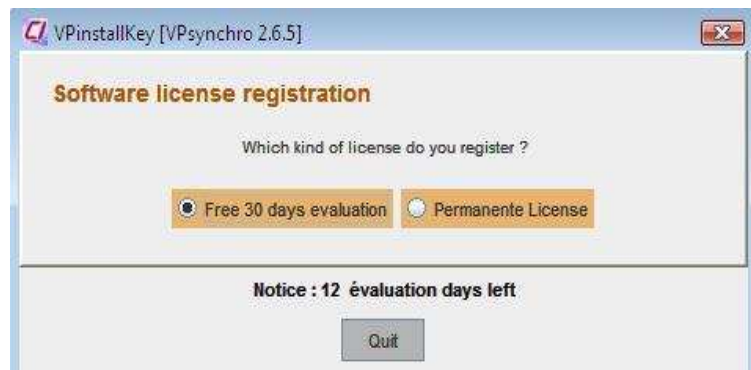 VPinstallKey [VPsynchro 2.6.5]
Software license registration
Which kind of license do you register ?
Free 30 days evaluation
Permanente License
Notice : 12 évaluation days left
Quit